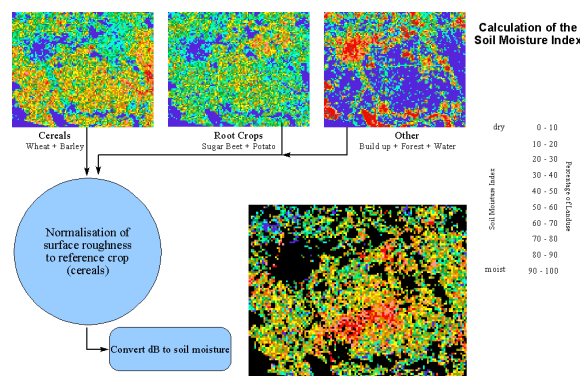 Calculation of the
Soil Moisture Index
Cereals
Wheat + Barley
Root Crops
Sugar Beet + Potato
Other
Build up + Forest + Water
Normalisation of
surface roughness
to reference crop
(cereals)
Convert dB to soil moisture
dry
moist
Soil Moisture Index
0 - 10
10 - 20
20 - 30
30 - 40
40 - 50
50 - 60
60 - 70
70 - 80
80 - 90
90 - 100
Percentage of Landuse